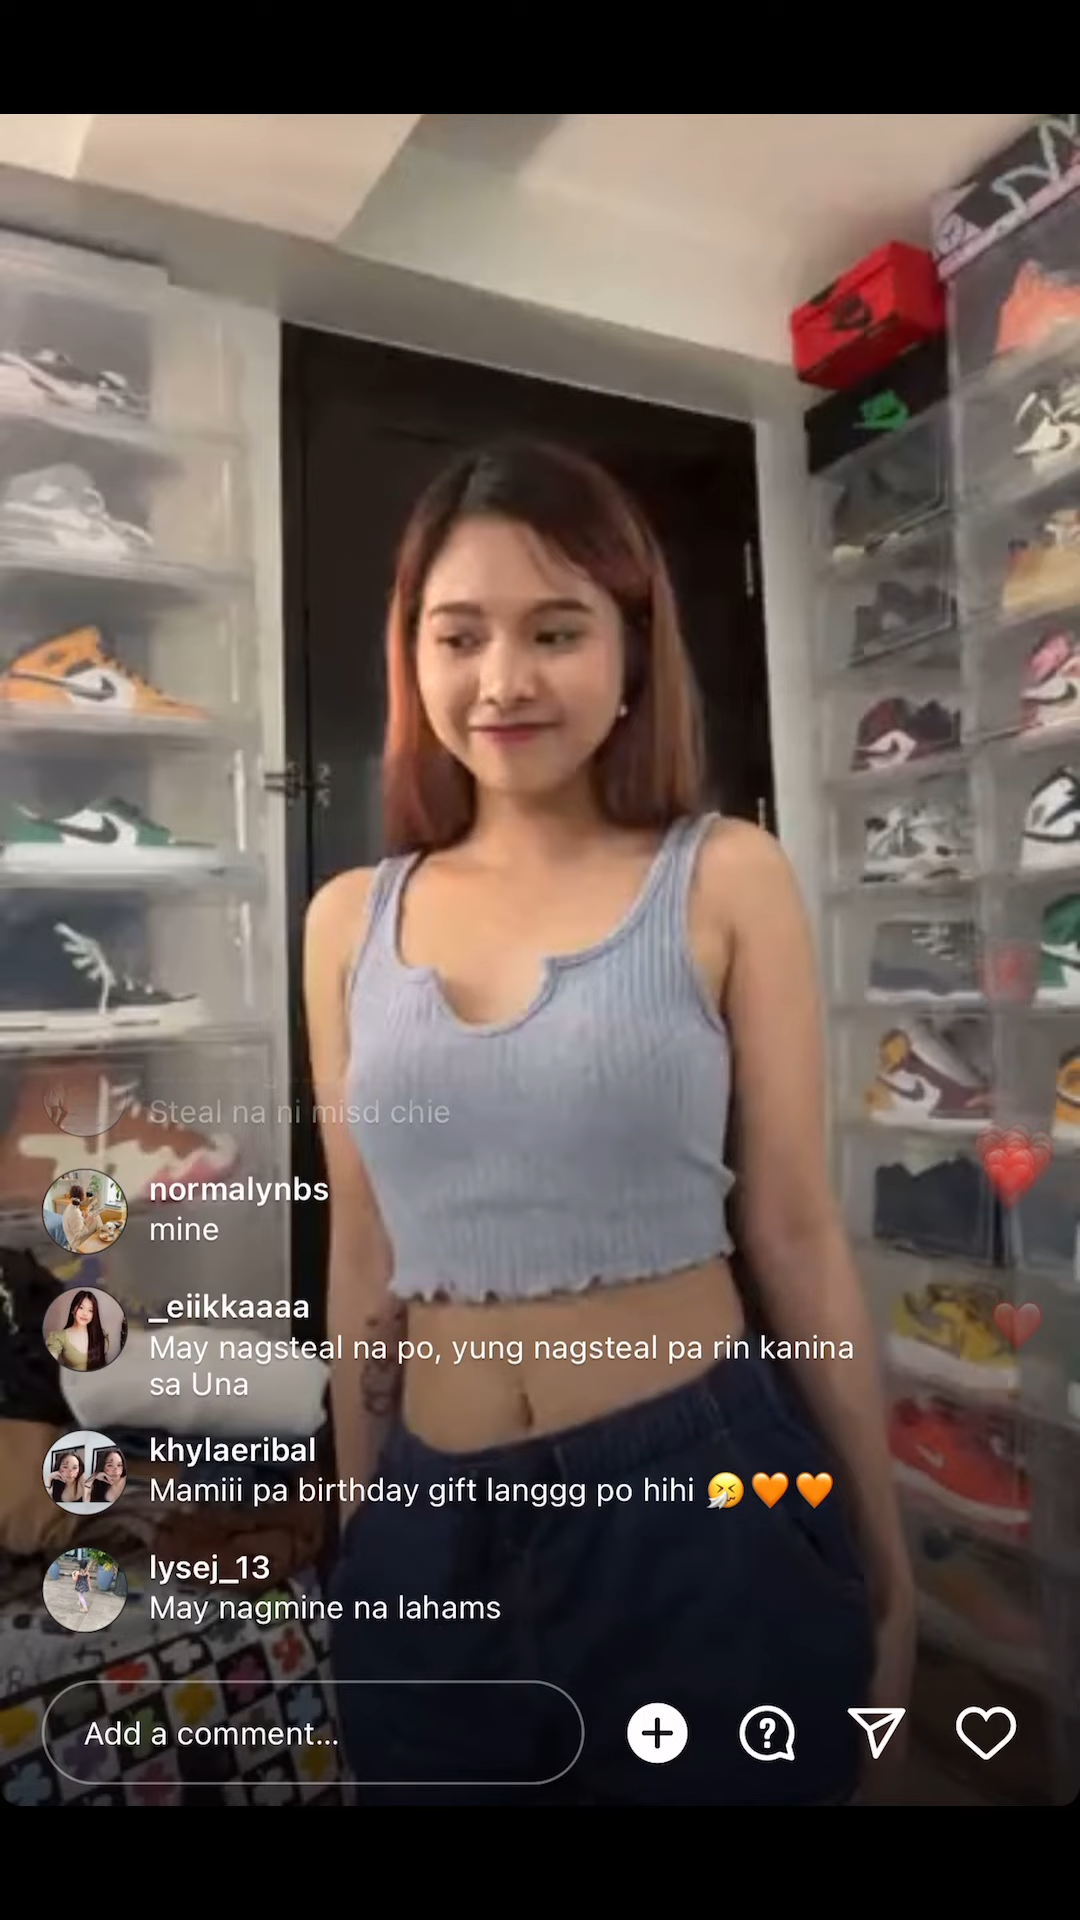 Steal na ni misd chie
normalynbs
mine
_eiikkaaaa
May nagsteal na po, yung nagsteal pa rin kanina
sa Una
khylaeribal
Mamiii pa birthday gift langgg po hihi 🤧🧡🧡
lysej_13
May nagmine na lahams
Add a comment...